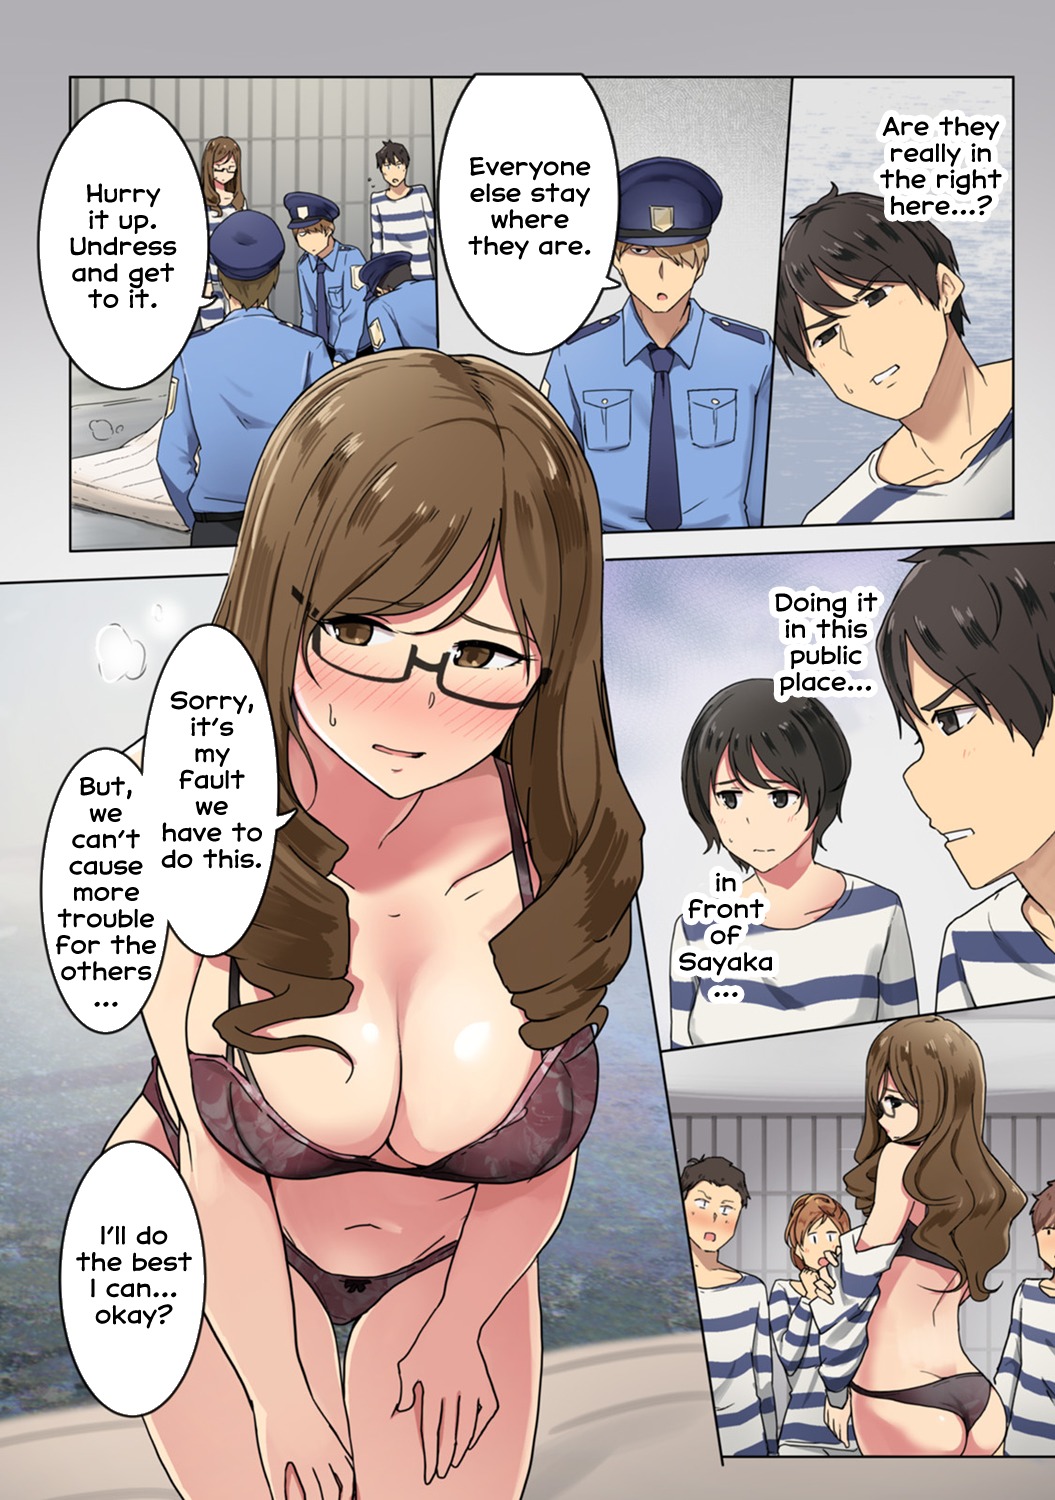 Hurry
it up.
Undress
and get
to it.
Everyone
else stay
where
they are.
Are they
really in
the right
here...?
Sorry,
it's
my
fault
we
have to
do this.
But,
we
can't
cause
more
trouble
for the
others
...
I'll do
the best
I can...
okay?
Doing it
in this
public
place...
in
front
of
Sayaka
...